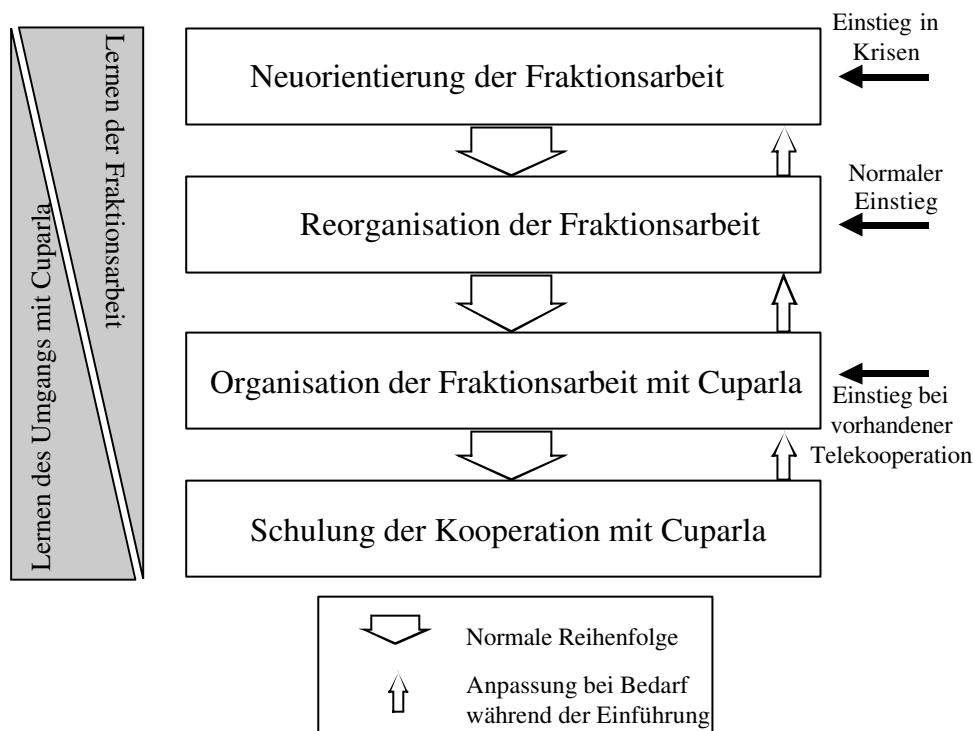 Lernen der Fraktionsarbeit
Lernen des Umgangs mit Cuparla
Neuorientierung der Fraktionsarbeit
Einstieg in
Krisen
Reorganisation der Fraktionsarbeit
Normaler
Einstieg
Organisation der Fraktionsarbeit mit Cuparla
Einstieg bei
vorhandener
Telekooperation
Schulung der Kooperation mit Cuparla
Normale Reihenfolge
Anpassung bei Bedarf
während der Einführung